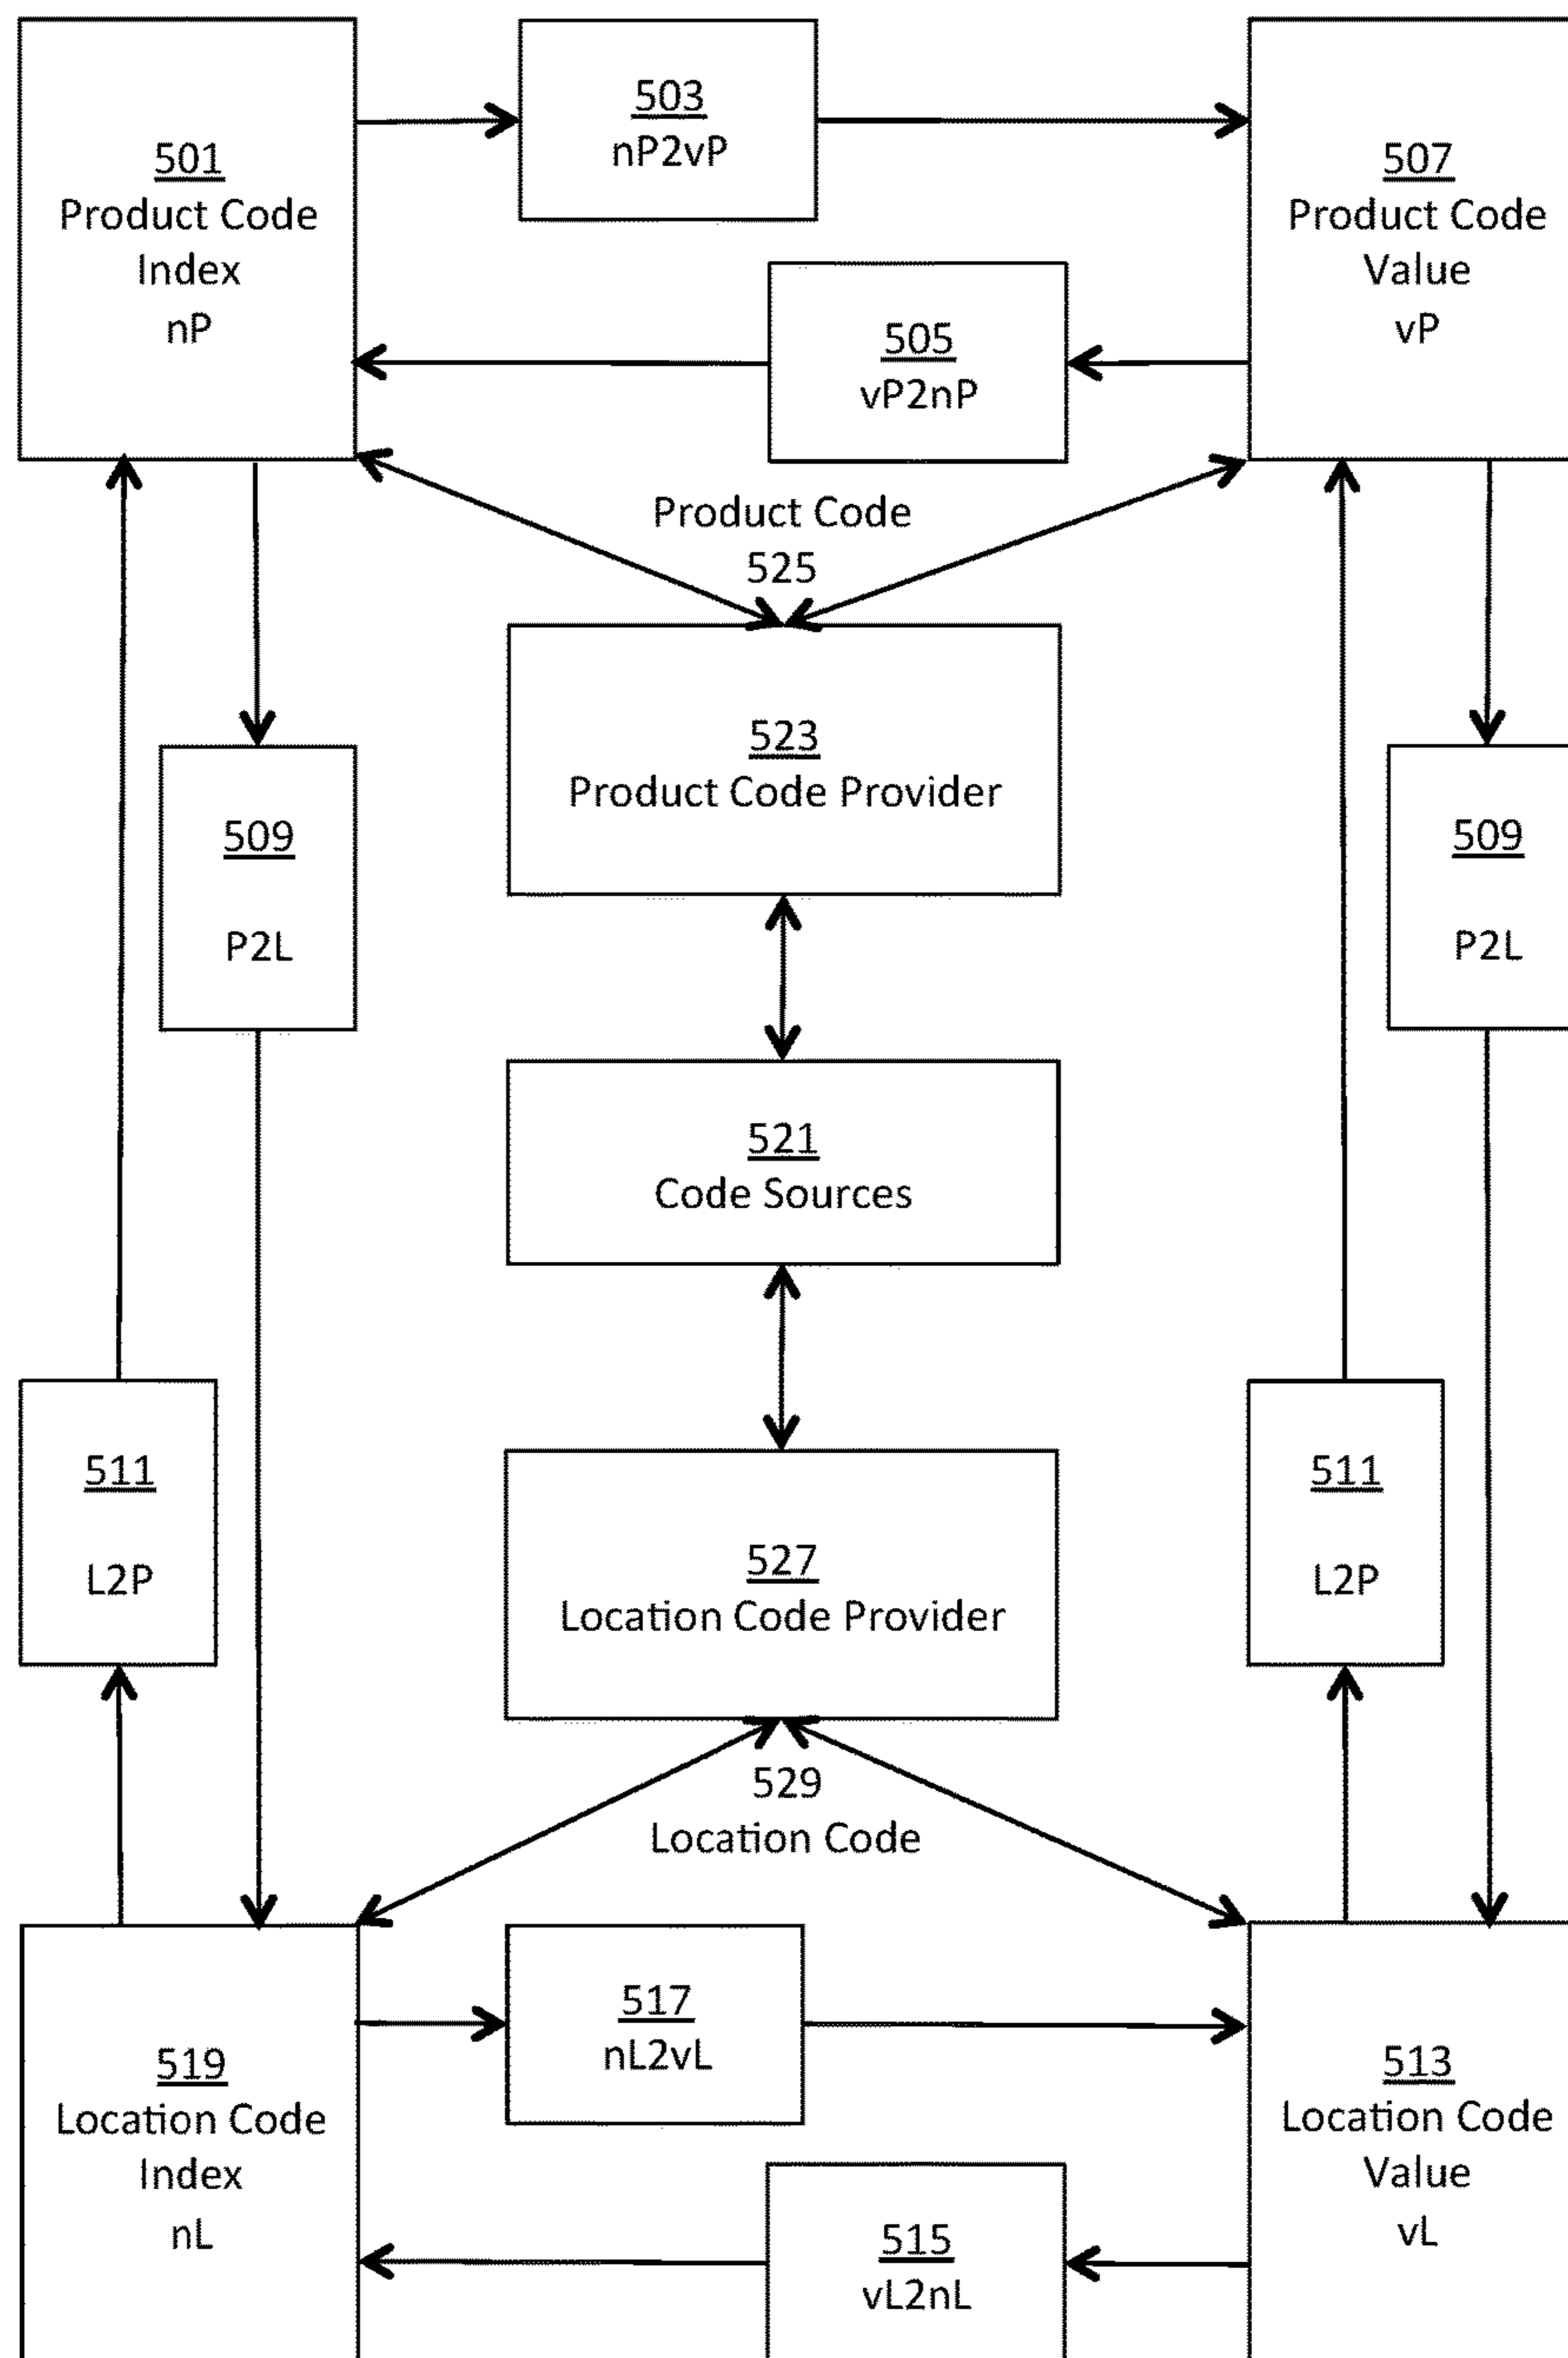 501
Product Code
Index
nP
503
nP2vP
507
Product Code
Value
vP
505
vP2nP
Product Code
525
523
Product Code Provider
509
P2L
509
P2L
521
Code Sources
511
L2P
527
Location Code Provider
511
L2P
529
Location Code
519
Location Code
Index
nL
517
nL2vL
513
Location Code
Value
vL
515
vL2nL